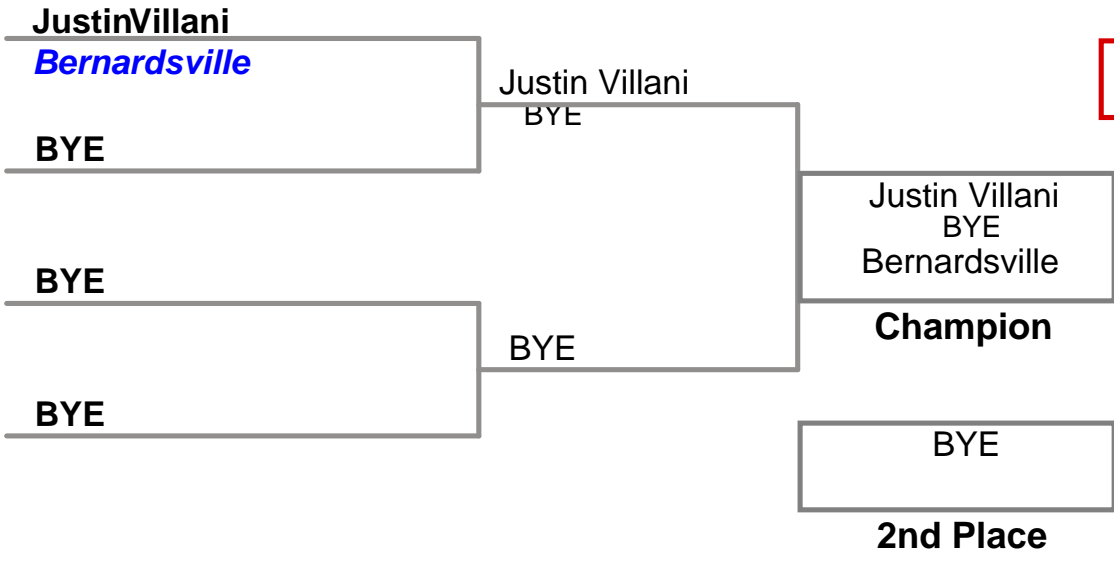 JustinVillani
Bernardsville
Justin Villani
BYE
BYE
Justin Villani
BYE
Bernardsville
BYE
Champion
BYE
BYE
BYE
2nd Place